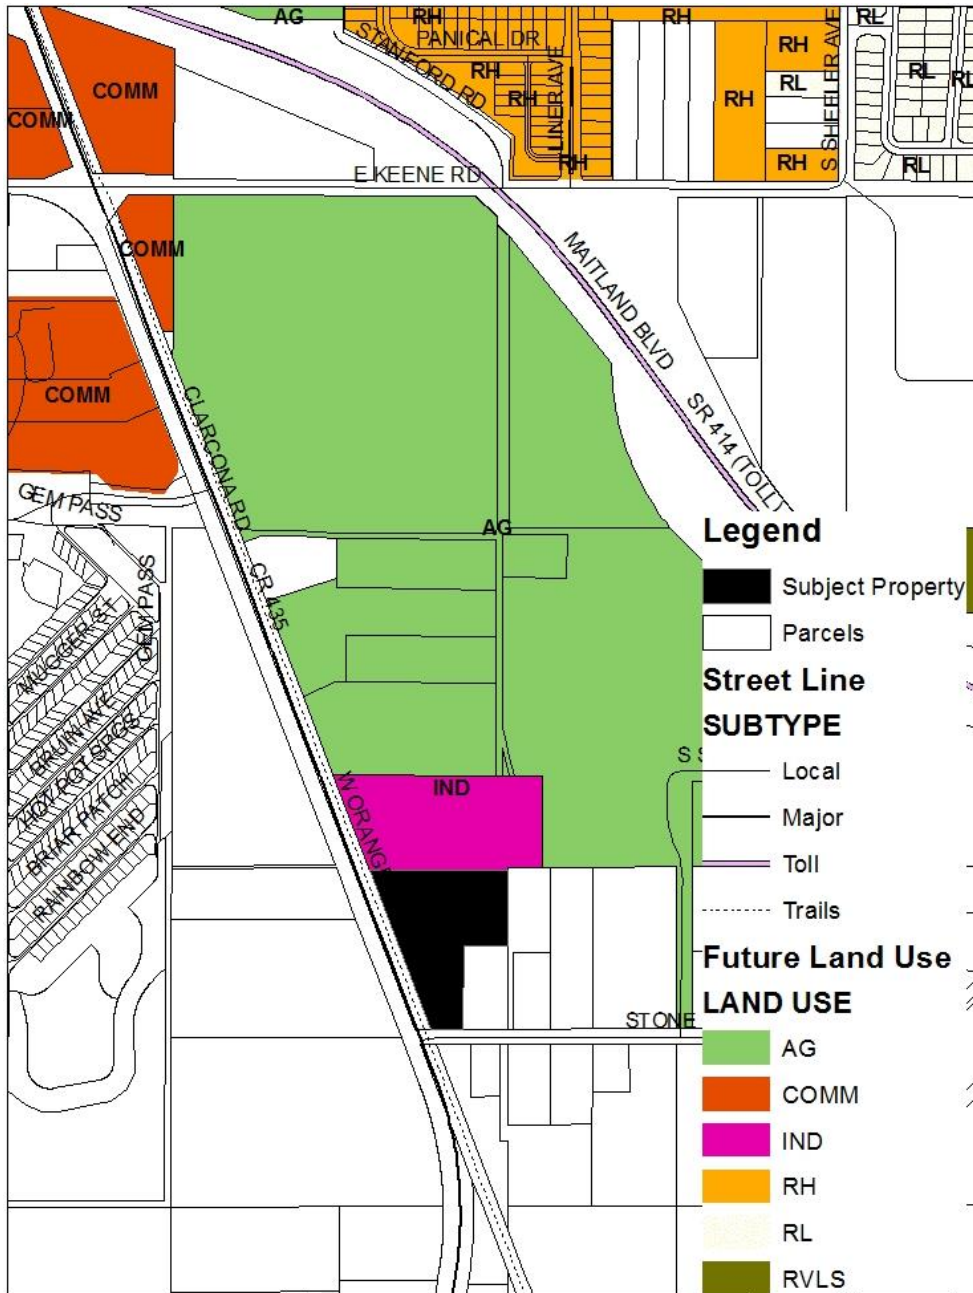 AG
RH
RH
RL
PANICAL DR
STANFORD RD
RH
RH
LINER AVE
RH
RH
RH
RL
RH
S SHEELER AVE
RL
RL
RL
COMM
COMM
E KEENE RD
COMM
COMM
MAITLAND BLVD
SR 414 (TOLL)
CLARCONA RD
CR 435
GEM PASS
GEM PASS
AG
MUGGER ST
BRUIN AVE
HOT POT SPGS
BRIAR PATCH
RAINBOW END
IND
W ORANGE
S S
STONE
Legend
Subject Property
Parcels
Street Line
SUBTYPE
Local
Major
Toll
Trails
Future Land Use
LAND USE
AG
COMM
IND
RH
RL
RVLS